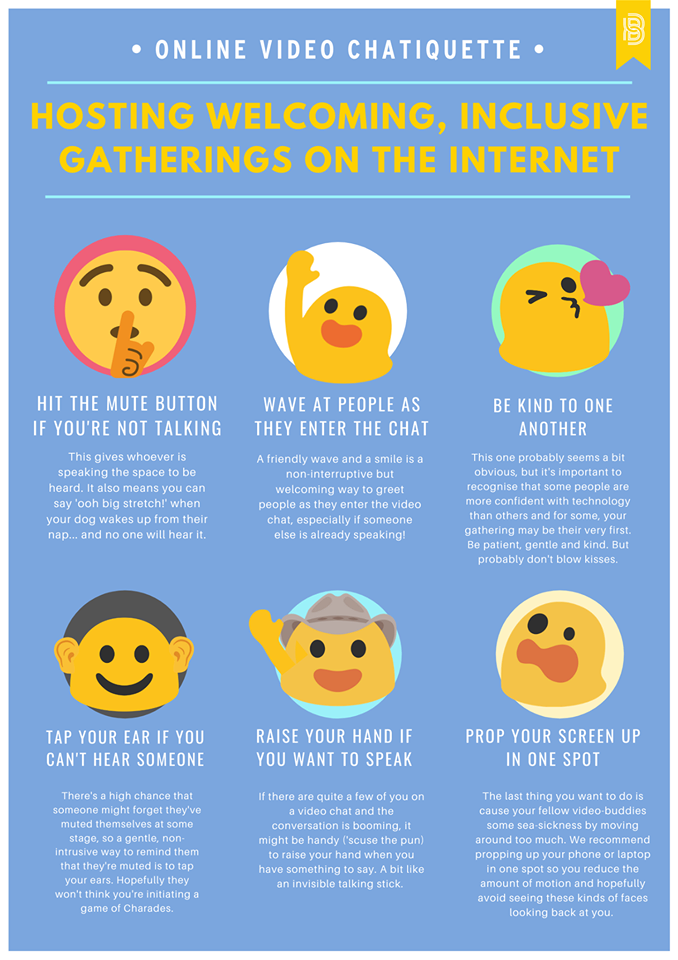 • ONLINE VIDEO CHATIQUETTE •
HOSTING WELCOMING, INCLUSIVE
GATHERINGS ON THE INTERNET
HIT THE MUTE BUTTON
IF YOU'RE NOT TALKING
This gives whoever is
speaking the space to be
heard. It also means you can
say 'ooh big stretch!' when
your dog wakes up from their
nap... and no one will hear it.
WAVE AT PEOPLE AS
THEY ENTER THE CHAT
A friendly wave and a smile is a
non-interruptive but
welcoming way to greet
people as they enter the video
chat, especially if someone
else is already speaking!
BE KIND TO ONE
ANOTHER
This one probably seems a bit
obvious, but it's important to
recognise that some people are
more confident with technology
than others and for some, your
gathering may be their very first.
Be patient, gentle and kind. But
probably don't blow kisses.
TAP YOUR EAR IF YOU
CAN'T HEAR SOMEONE
There's a high chance that
someone might forget they've
muted themselves at some
stage, so a gentle, non-
intrusive way to remind them
that they're muted is to tap
your ears. Hopefully they
won't think you're initiating a
game of Charades.
RAISE YOUR HAND IF
YOU WANT TO SPEAK
If there are quite a few of you on
a video chat and the
conversation is booming, it
might be handy ('scuse the pun)
to raise your hand when you
have something to say. A bit like
an invisible talking stick.
PROP YOUR SCREEN UP
IN ONE SPOT
The last thing you want to do is
cause your fellow video-buddies
some sea-sickness by moving
around too much. We recommend
propping up your phone or laptop
in one spot so you reduce the
amount of motion and hopefully
avoid seeing these kinds of faces
looking back at you.